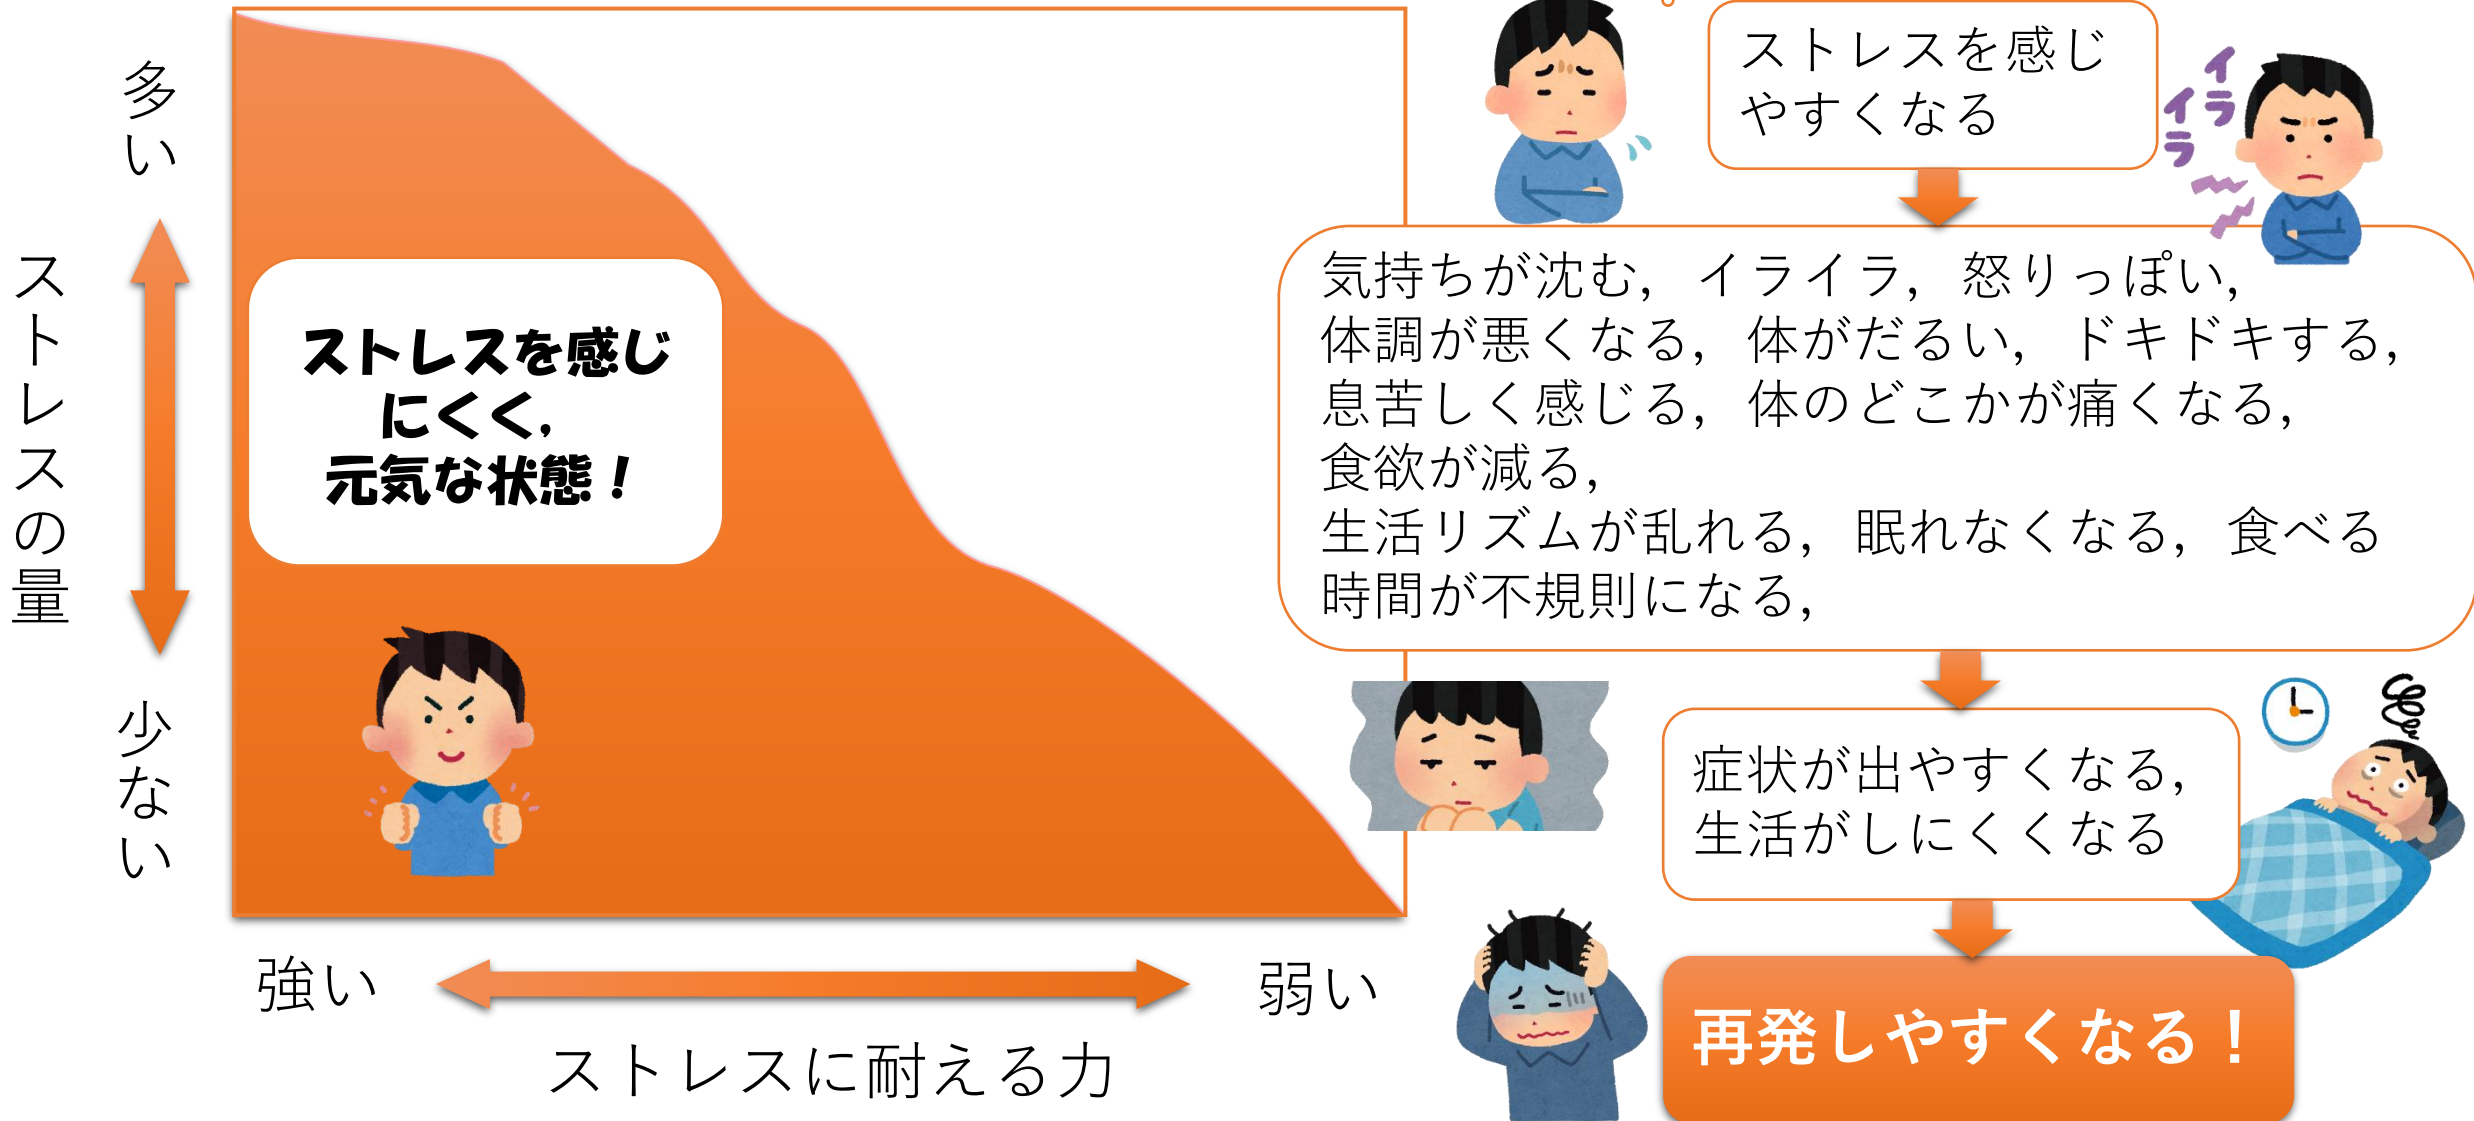 多い
ストレスの量
少ない
ストレスを感じ
にくく，
元気な状態！
強い
弱い
ストレスに耐える力
ストレスを感じ
やすくなる
イライラ
気持ちが沈む，イライラ，怒りっぽい，
体調が悪くなる，体がだるい，ドキドキする，
息苦しく感じる，体のどこかが痛くなる，
食欲が減る，
生活リズムが乱れる，眠れなくなる，食べる
時間が不規則になる，
症状が出やすくなる，
生活がしにくくなる
再発しやすくなる！